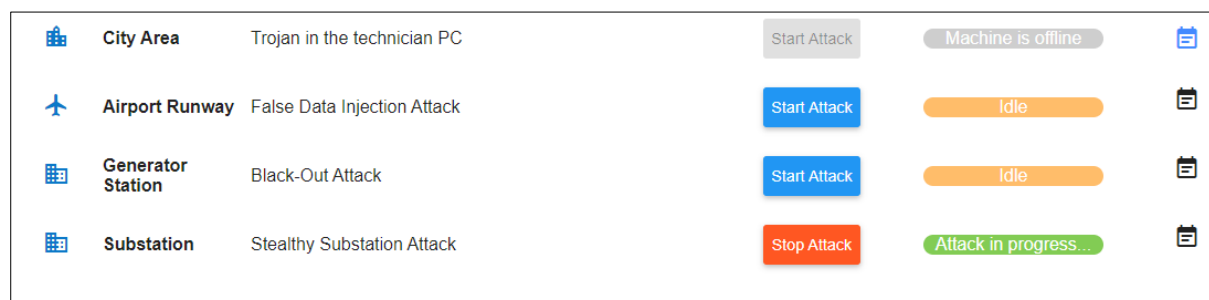 City Area Trojan in the technician PC Start Attack Machine is offline
Airport Runway False Data Injection Attack Start Attack Idle
Generator
Station Black-Out Attack Start Attack Idle
Substation Stealthy Substation Attack Stop Attack Attack in progress...